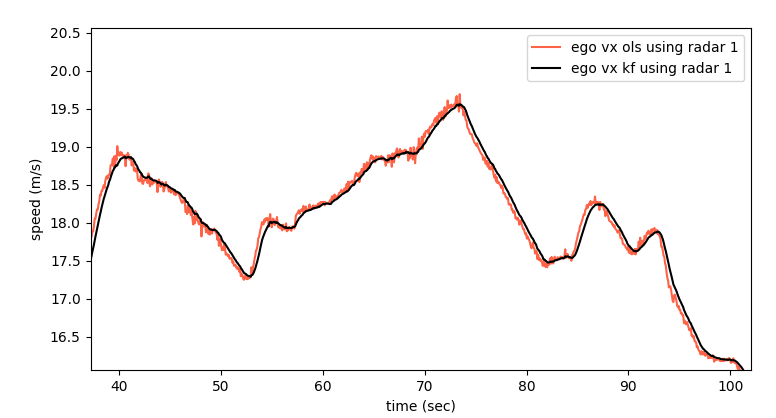 20.5
20.0
19.5
19.0
18.5
18.0
17.5
17.0
16.5
speed (m/s)
ego vx ols using radar 1
ego vx kf using radar 1
40 50 60 70 80 90 100
time (sec)